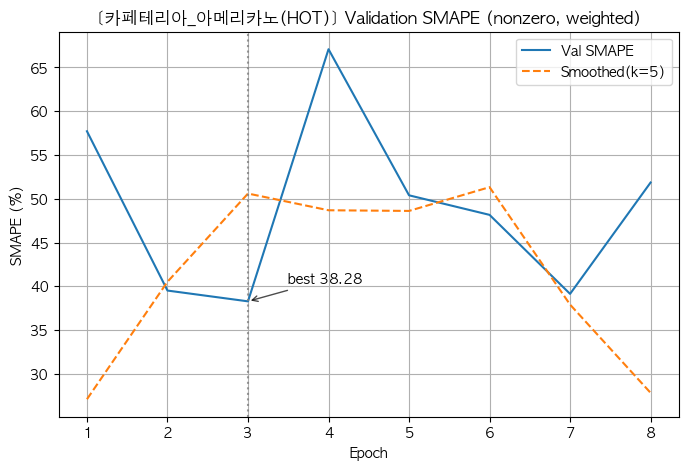 [카페테리아_아메리카노(HOT)] Validation SMAPE (nonzero, weighted)
Val SMAPE
Smoothed(k=5)
SMAPE (%)
65
60
55
50
45
40
35
30
best 38.28
1 2 3 4 5 6 7 8
Epoch